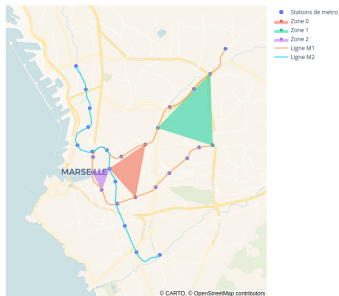 Stations de metro
Zone 0
Zone 1
Zone 2
Ligne M1
Ligne M2
MARSEILLE
© CARTO, © OpenStreetMap contributors